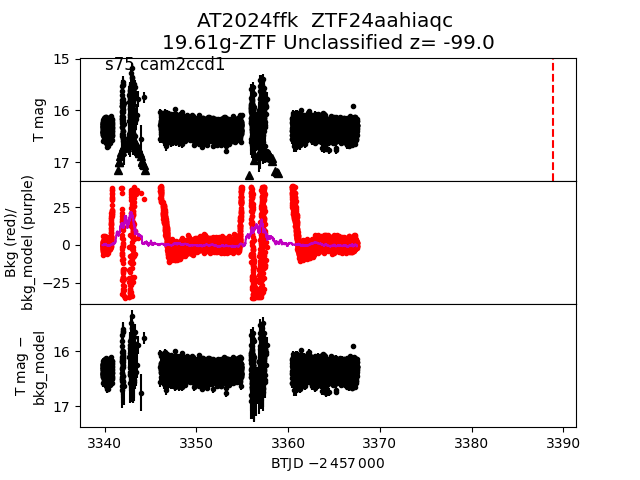 AT2024ffk  ZTF24aahiaqc
19.61g-ZTF Unclassified z= -99.0
s75 cam2ccd1
15
16
17
T mag
25
0
−25
Bkg (red)/
bkg_model (purple)
16
17
T mag −
bkg_model
3340
3350
3360
3370
3380
3390
BTJD −2 457 000